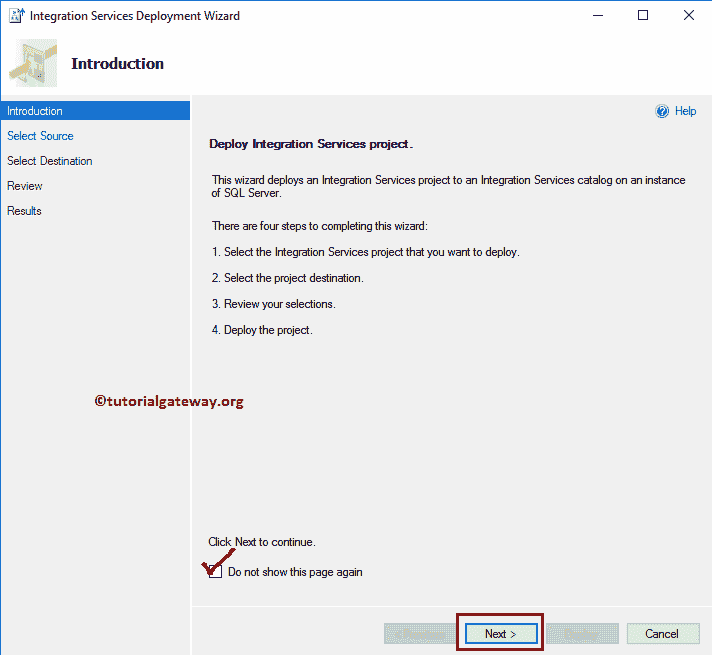 Integration Services Deployment Wizard
Introduction
Introduction
Help
Select Source
Select Destination
Review
Results
Deploy Integration Services project.
This wizard deploys an Integration Services project to an Integration Services catalog on an instance
of SQL Server.
There are four steps to completing this wizard:
1. Select the Integration Services project that you want to deploy.
2. Select the project destination.
3. Review your selections.
4. Deploy the project.
©tutorialgateway.org
Click Next to continue.
Do not show this page again
Next >
Cancel